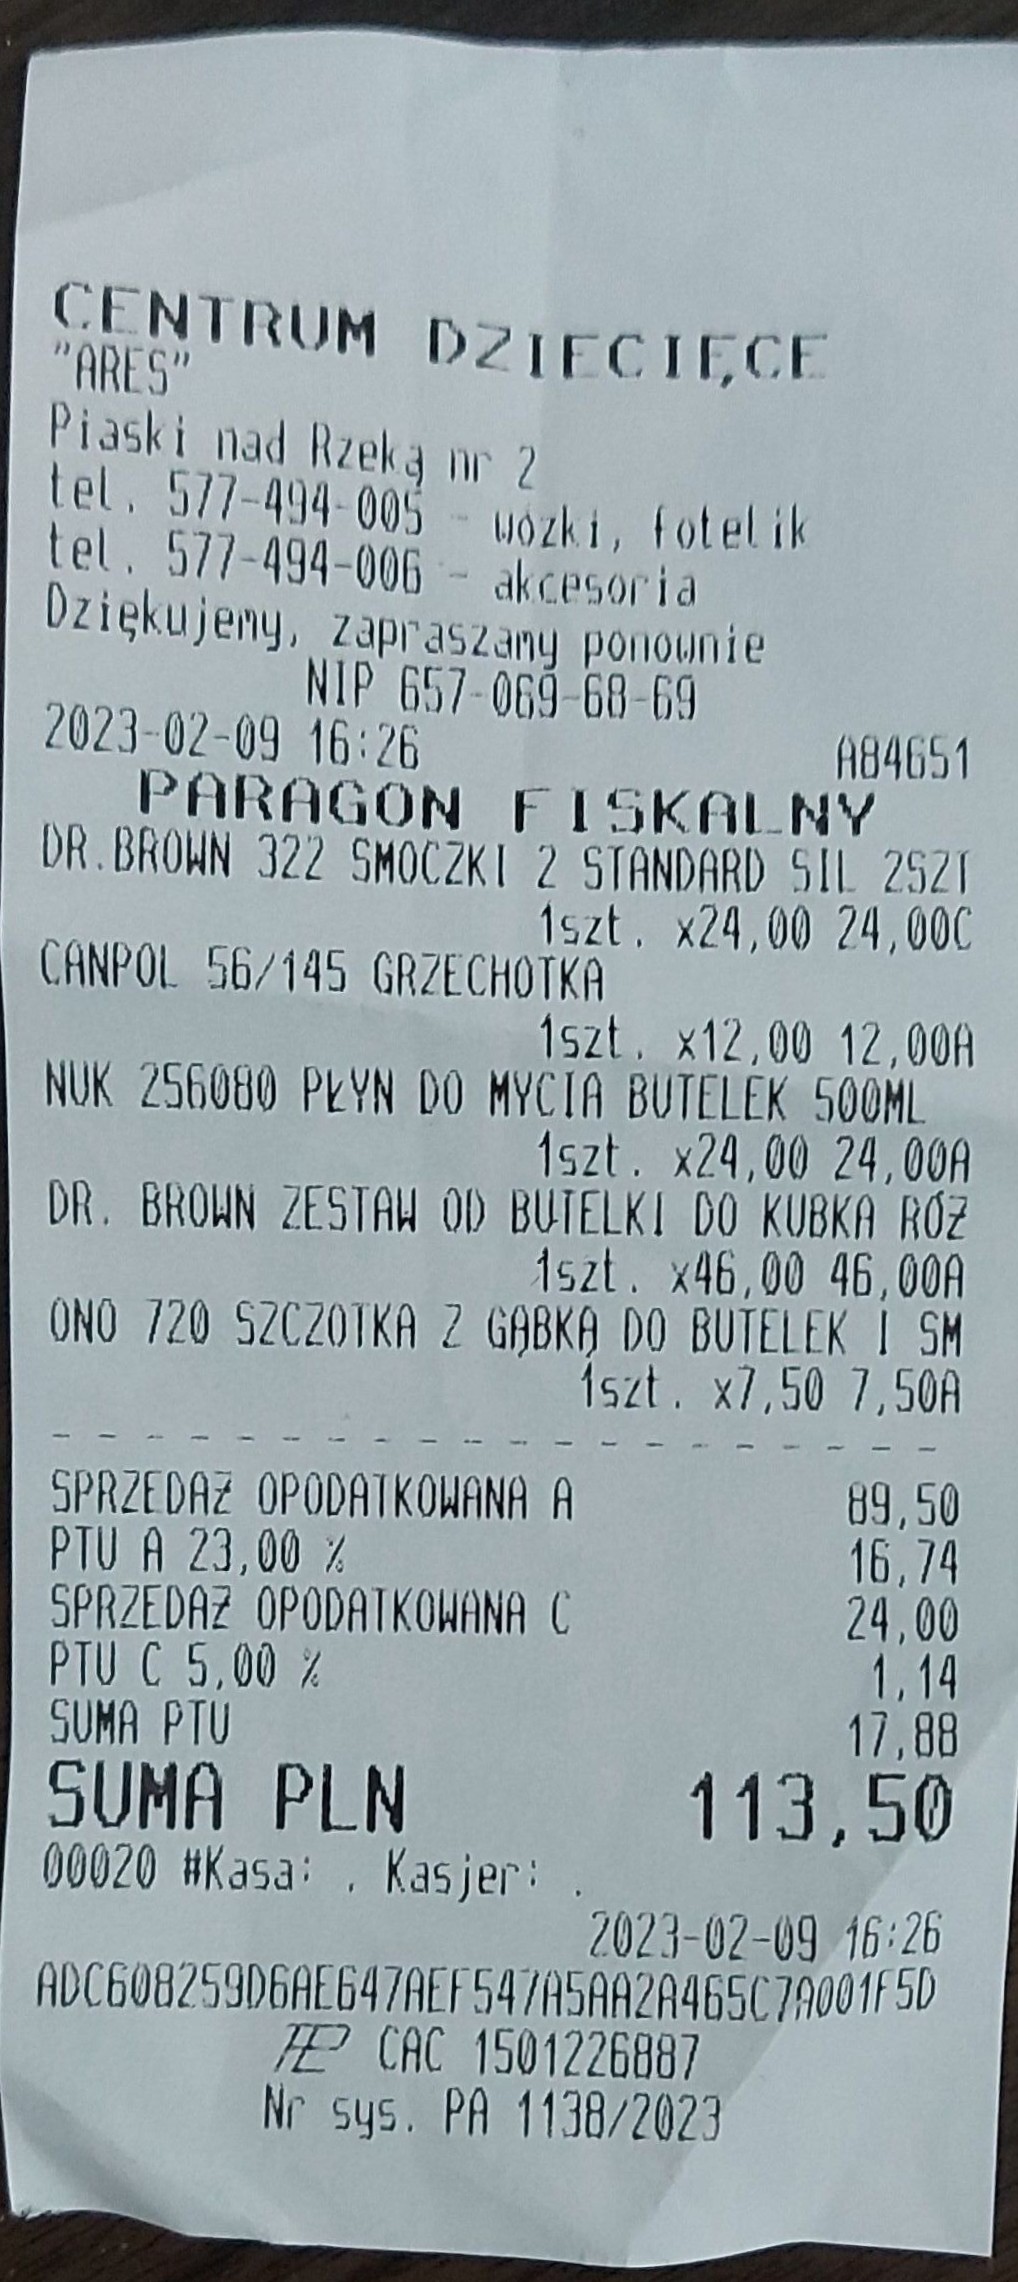 CENTRUM DZIECIĘCE
"ARES"
Piaski nad Rzeką nr 2
tel. 577-494-005 - wózki, fotelik
tel. 577-494-006 - akcesoria
Dziękujemy, zapraszamy ponownie
NIP 657-069-68-69
2023-02-09 16:26 A84651
PARAGON FISKALNY
DR.BROWN 322 SMOCZKI 2 STANDARD SIL 2SZT
1szt. x24,00 24,00C
CANPOL 56/145 GRZECHOTKA
1szt. x12,00 12,00A
NUK 256080 PŁYN DO MYCIA BUTELEK 500ML
1szt. x24,00 24,00A
DR. BROWN ZESTAW OD BUTELKI DO KUBKA RÓŻ
1szt. x46,00 46,00A
ONO 720 SZCZOTKA Z GĄBKĄ DO BUTELEK I SM
1szt. x7,50 7,50A
SPRZEDAŻ OPODATKOWANA A 89,50
PTU A 23,00 % 16,74
SPRZEDAŻ OPODATKOWANA C 24,00
PTU C 5,00 % 1,14
SUMA PTU 17,88
SUMA PLN 113,50
00020 #Kasa: . Kasjer: .
2023-02-09 16:26
ADC608259D6AE647AEF547A5AA2A465C7A001F5D
CAC 1501226887
Nr sys. PA 1138/2023